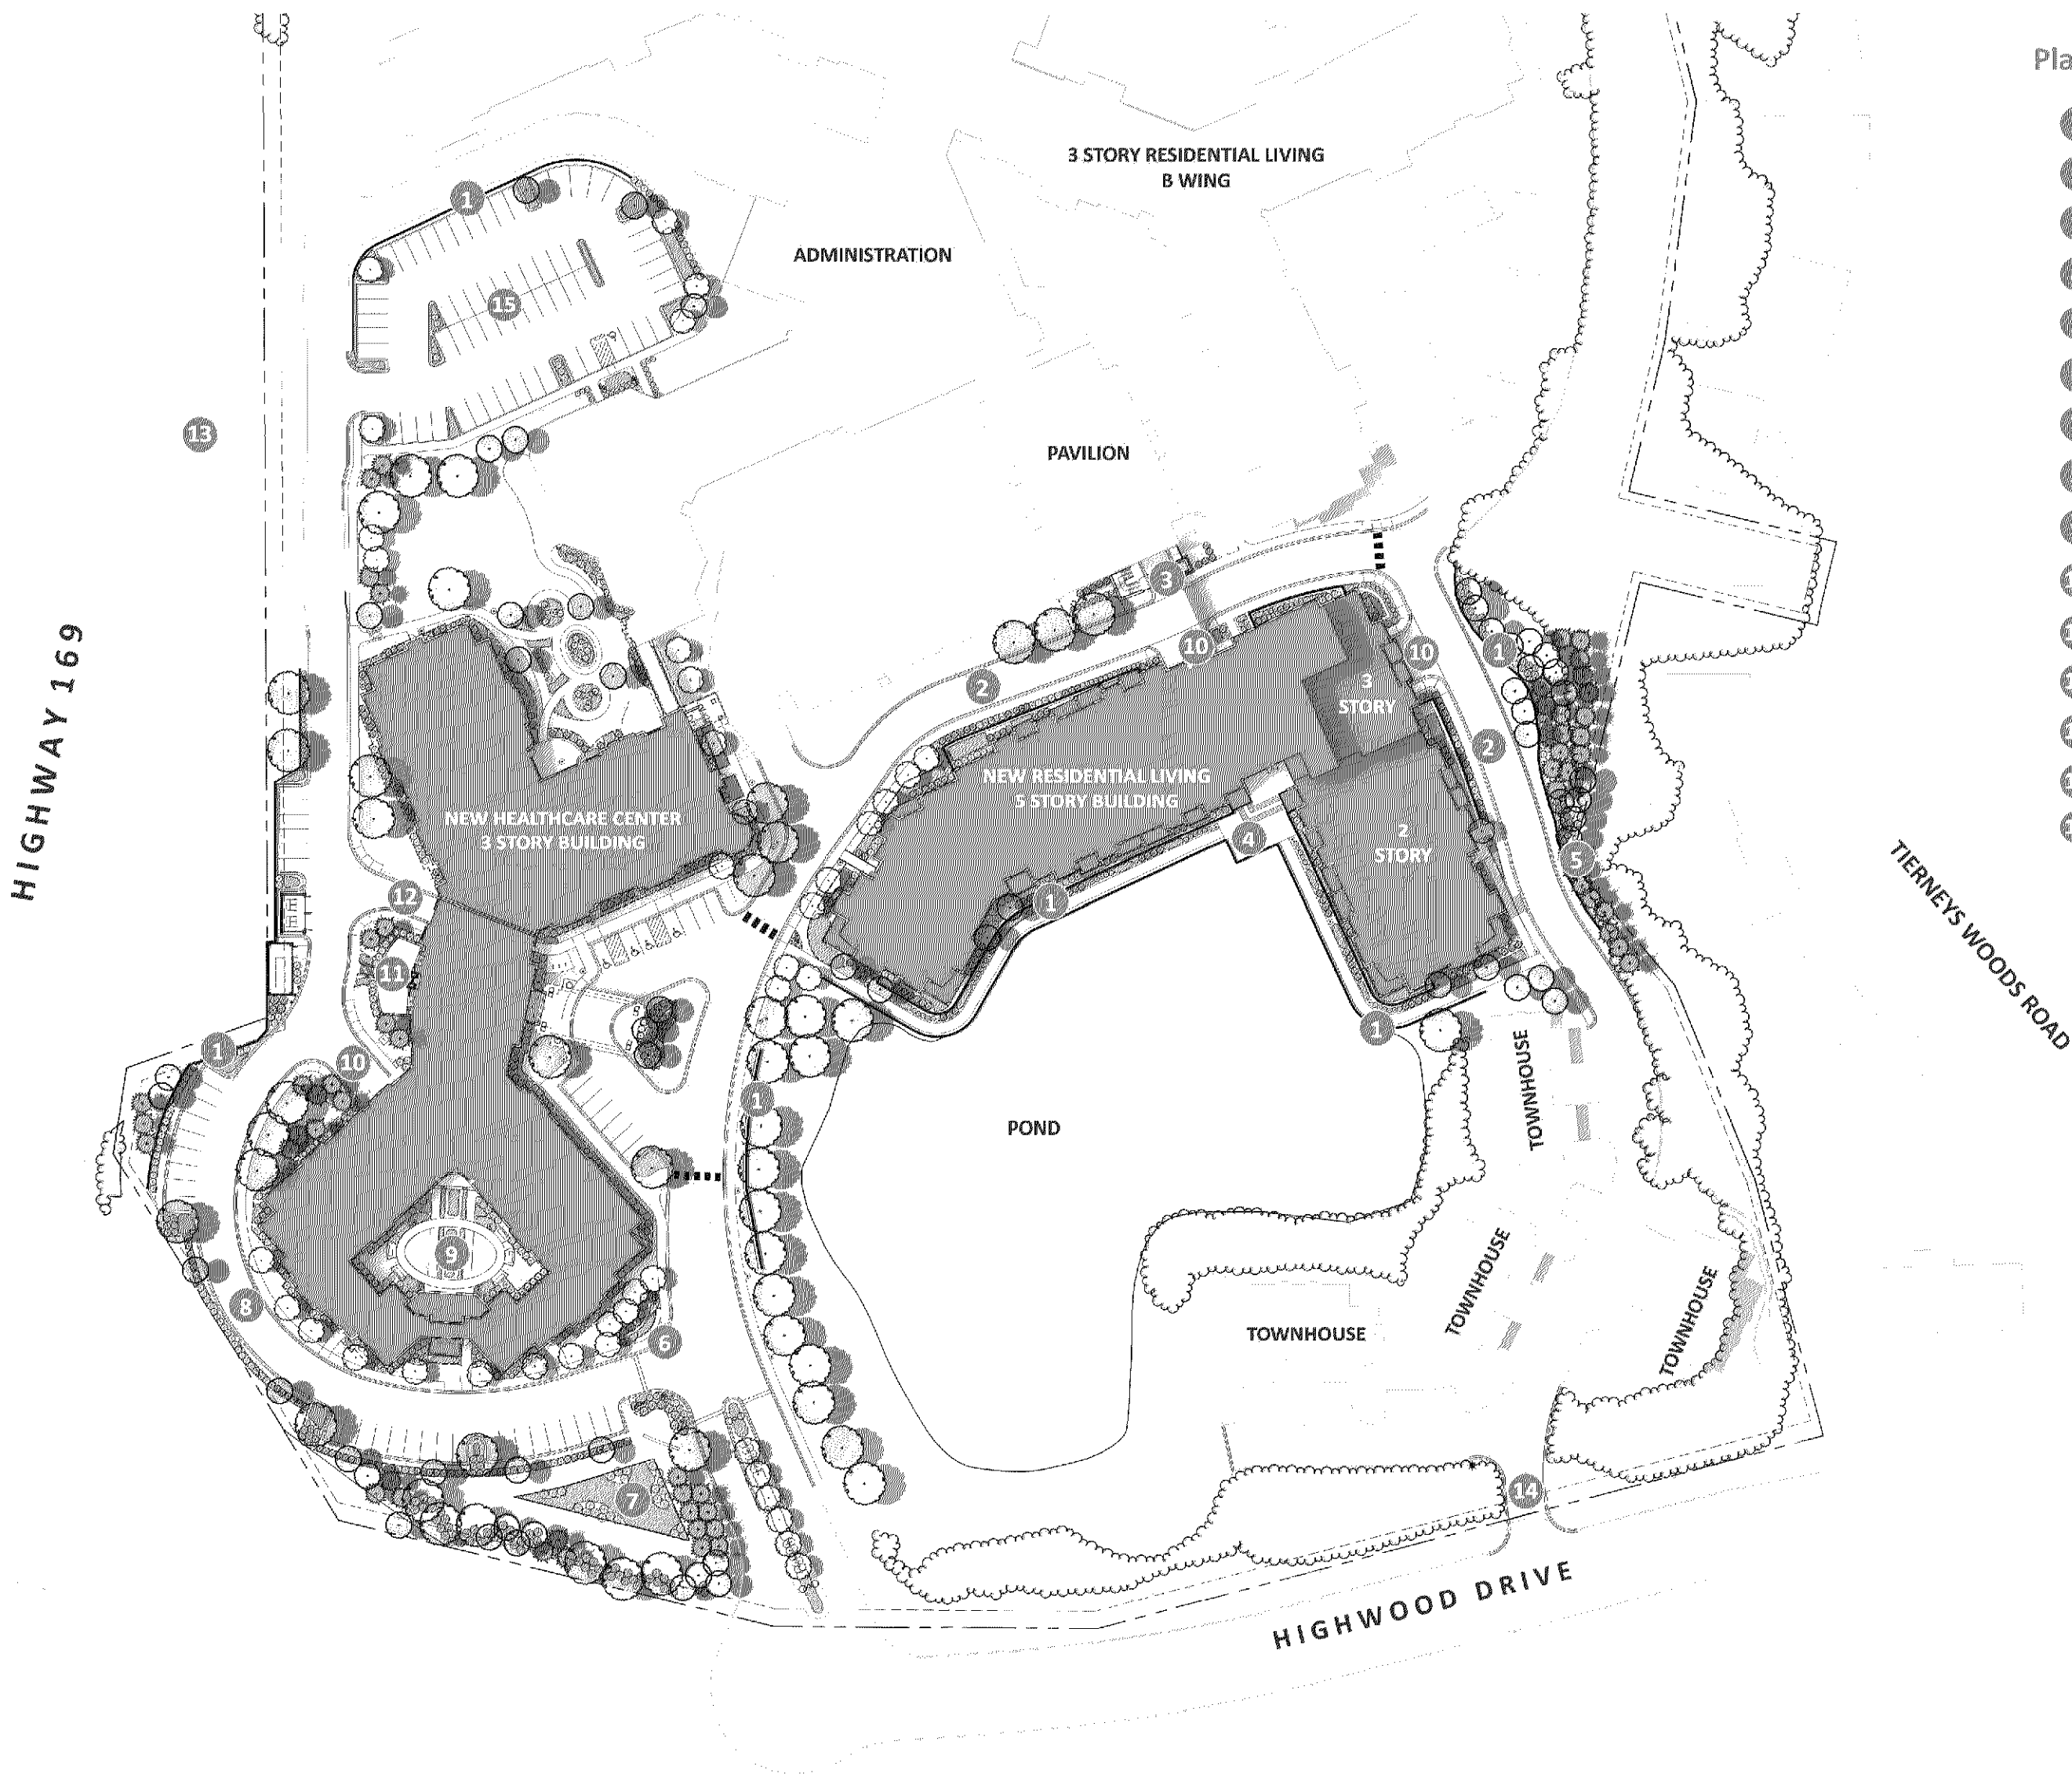 Pla
3 STORY RESIDENTIAL LIVING
B WING
1
ADMINISTRATION
15
13
PAVILION
3
10
10
1
2
3
STORY
2
HIGHWAY 169
NEW RESIDENTIAL LIVING
5 STORY BUILDING
NEW HEALTHCARE CENTER
3 STORY BUILDING
4
2
STORY
5
12
1
TIERNEYS WOODS ROAD
11
1
1
10
TOWNHOUSE
1
POND
9
8
6
TOWNHOUSE
TOWNHOUSE
TOWNHOUSE
7
14
HIGHWOOD DRIVE